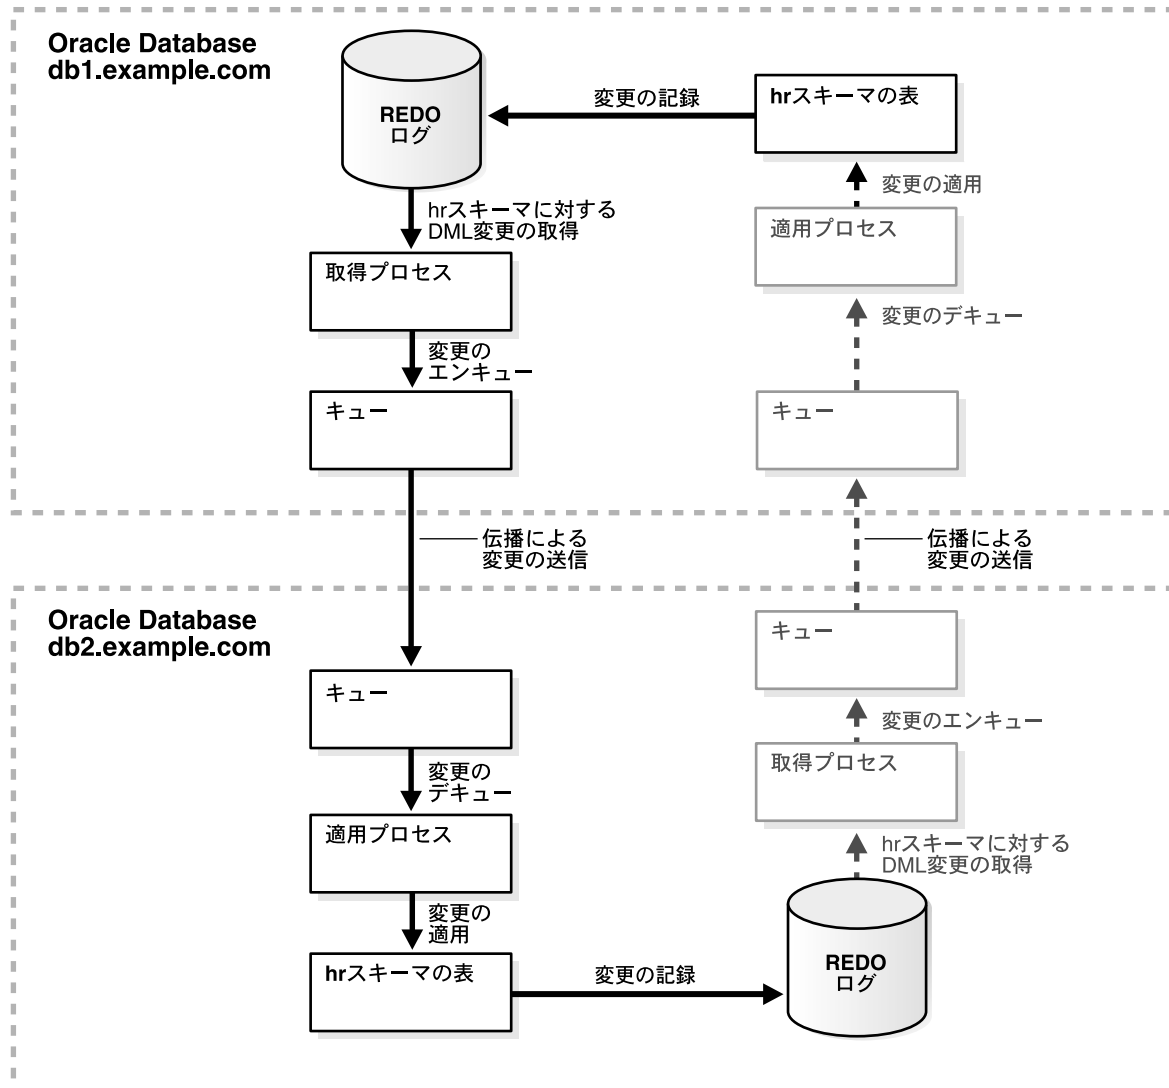 Oracle Database
db1.example.com
REDO
ログ
変更の記録
hrスキーマの表
変更の適用
適用プロセス
hrスキーマに対する
DML変更の取得
取得プロセス
変更のデキュー
変更の
エンキュー
キュー
キュー
伝播による
変更の送信
伝播による
変更の送信
Oracle Database
db2.example.com
キュー
キュー
変更のエンキュー
取得プロセス
変更の
デキュー
適用プロセス
hrスキーマに対する
DML変更の取得
変更の
適用
hrスキーマの表
変更の記録
REDO
ログ